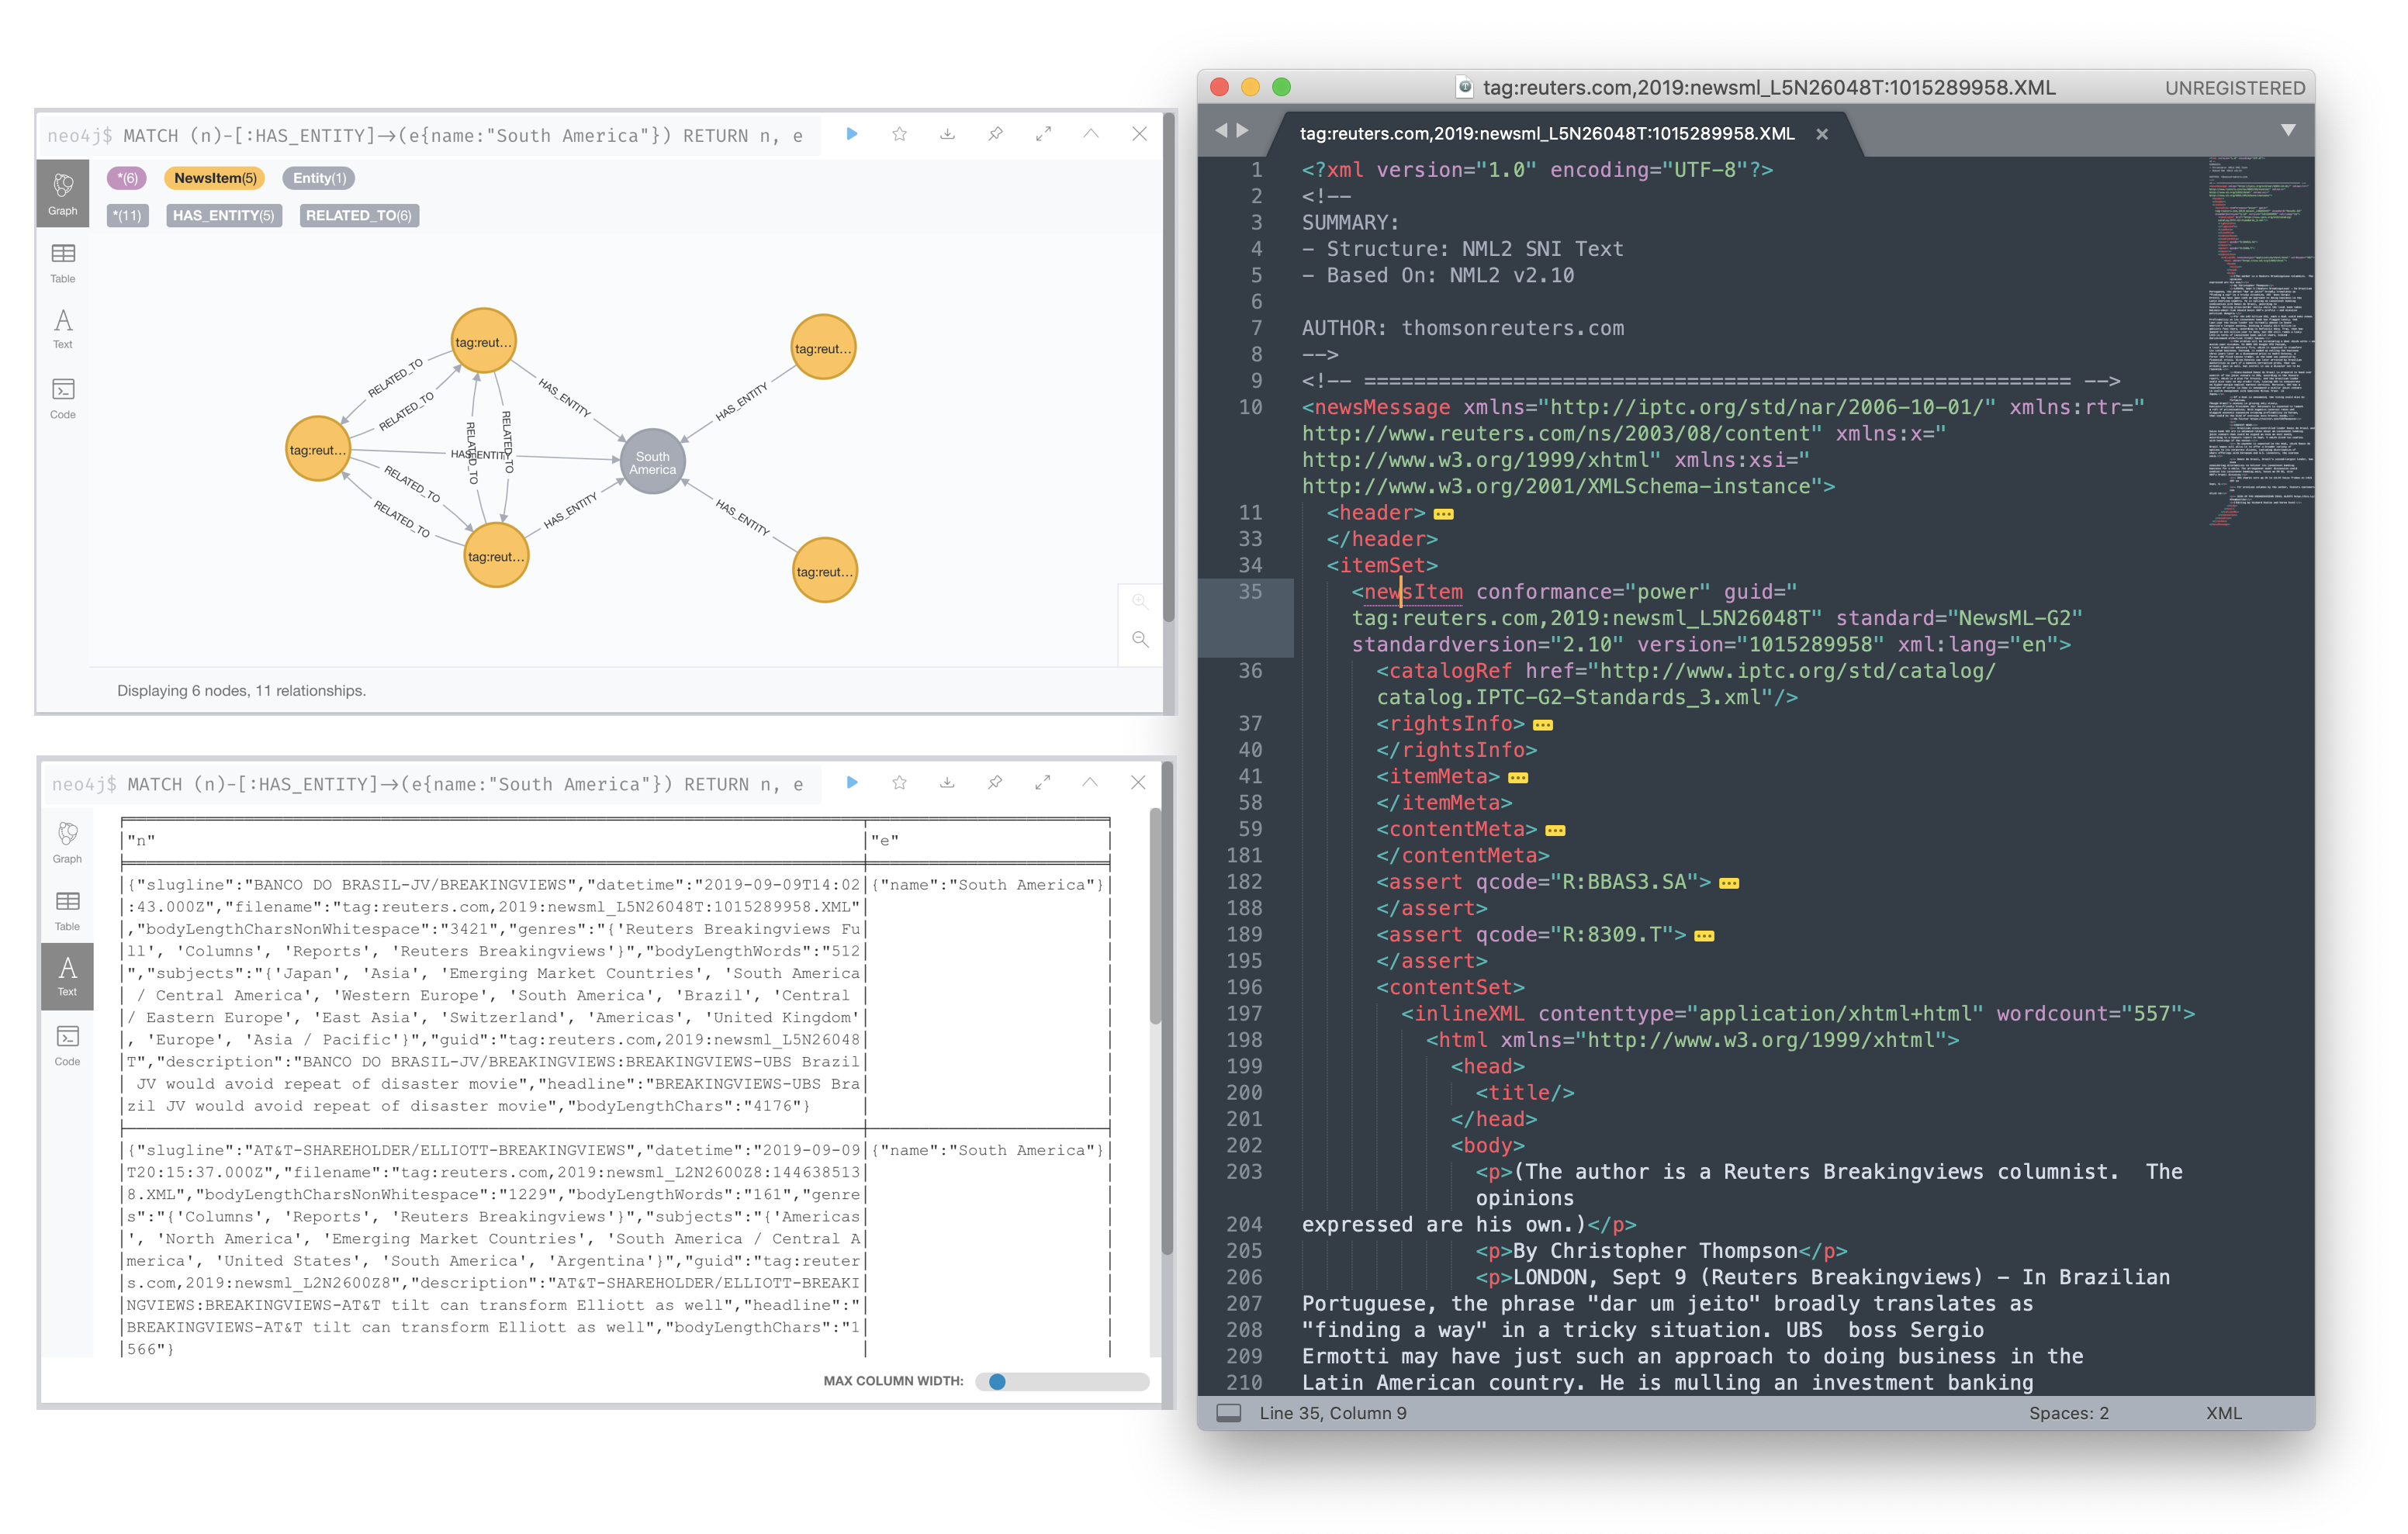 neo4j$ MATCH (n)-[:HAS_ENTITY]->(e{name:"South America"}) RETURN n, e
Graph
Table
Text
Code
*(6)
NewsItem(5)
Entity(1)
*(11)
HAS_ENTITY(5)
RELATED_TO(6)
tag:reut...
tag:reut...
tag:reut...
tag:reut...
tag:reut...
South
America
RELATED_TO
RELATED_TO
RELATED_TO
RELATED_TO
RELATED_TO
RELATED_TO
HAS_ENTITY
HAS_ENTITY
HAS_ENTITY
HAS_ENTITY
HAS_ENTITY
Displaying 6 nodes, 11 relationships.
neo4j$ MATCH (n)-[:HAS_ENTITY]->(e{name:"South America"}) RETURN n, e
Graph
Table
Text
Code
"n" "e"
{"slugline":"BANCO DO BRASIL-JV/BREAKINGVIEWS","datetime":"2019-09-09T14:02 {"name":"South America"}
:43.000Z","filename":"tag:reuters.com,2019:newsml_L5N26048T:1015289958.XML"
,"bodyLengthCharsNonWhitespace":"3421","genres":"{'Reuters Breakingviews Fu
ll', 'Columns', 'Reports', 'Reuters Breakingviews'}","bodyLengthWords":"512
","subjects":"{'Japan', 'Asia', 'Emerging Market Countries', 'South America
 / Central America', 'Western Europe', 'South America', 'Brazil', 'Central 
/ Eastern Europe', 'East Asia', 'Switzerland', 'Americas', 'United Kingdom'
, 'Europe', 'Asia / Pacific'}","guid":"tag:reuters.com,2019:newsml_L5N26048
T","description":"BANCO DO BRASIL-JV/BREAKINGVIEWS:BREAKINGVIEWS-UBS Brazil
 JV would avoid repeat of disaster movie","headline":"BREAKINGVIEWS-UBS Bra
zil JV would avoid repeat of disaster movie","bodyLengthChars":"4176"}
{"slugline":"AT&T-SHAREHOLDER/ELLIOTT-BREAKINGVIEWS","datetime":"2019-09-09 {"name":"South America"}
T20:15:37.000Z","filename":"tag:reuters.com,2019:newsml_L2N2600Z8:144638513
8.XML","bodyLengthCharsNonWhitespace":"1229","bodyLengthWords":"161","genre
s":"{'Columns', 'Reports', 'Reuters Breakingviews'}","subjects":"{'Americas
', 'North America', 'Emerging Market Countries', 'South America / Central A
merica', 'United States', 'South America', 'Argentina'}","guid":"tag:reuter
s.com,2019:newsml_L2N2600Z8","description":"AT&T-SHAREHOLDER/ELLIOTT-BREAKI
NGVIEWS:BREAKINGVIEWS-AT&T tilt can transform Elliott as well","headline":"
BREAKINGVIEWS-AT&T tilt can transform Elliott as well","bodyLengthChars":"1
566"}
MAX COLUMN WIDTH:
tag:reuters.com,2019:newsml_L5N26048T:1015289958.XML UNREGISTERED
tag:reuters.com,2019:newsml_L5N26048T:1015289958.XML
1 <?xml version="1.0" encoding="UTF-8"?>
2 <!--
3 SUMMARY:
4 - Structure: NML2 SNI Text
5 - Based On: NML2 v2.10
6
7 AUTHOR: thomsonreuters.com
8 -->
9 <!-- ========================================================= -->
10 <newsMessage xmlns="http://iptc.org/std/nar/2006-10-01/" xmlns:rtr="
http://www.reuters.com/ns/2003/08/content" xmlns:x="
http://www.w3.org/1999/xhtml" xmlns:xsi="
http://www.w3.org/2001/XMLSchema-instance">
11 <header>
33 </header>
34 <itemSet>
35 <newsItem conformance="power" guid="
tag:reuters.com,2019:newsml_L5N26048T" standard="NewsML-G2"
standardversion="2.10" version="1015289958" xml:lang="en">
36 <catalogRef href="http://www.iptc.org/std/catalog/
catalog.IPTC-G2-Standards_3.xml"/>
37 <rightsInfo>
40 </rightsInfo>
41 <itemMeta>
58 </itemMeta>
59 <contentMeta>
181 </contentMeta>
182 <assert qcode="R:BBAS3.SA">
188 </assert>
189 <assert qcode="R:8309.T">
195 </assert>
196 <contentSet>
197 <inlineXML contenttype="application/xhtml+html" wordcount="557">
198 <html xmlns="http://www.w3.org/1999/xhtml">
199 <head>
200 <title/>
201 </head>
202 <body>
203 <p>(The author is a Reuters Breakingviews columnist.  The
opinions
204 expressed are his own.)</p>
205 <p>By Christopher Thompson</p>
206 <p>LONDON, Sept 9 (Reuters Breakingviews) - In Brazilian
207 Portuguese, the phrase "dar um jeito" broadly translates as
208 "finding a way" in a tricky situation. UBS  boss Sergio
209 Ermotti may have just such an approach to doing business in the
210 Latin American country. He is mulling an investment banking
Line 35, Column 9 Spaces: 2 XML